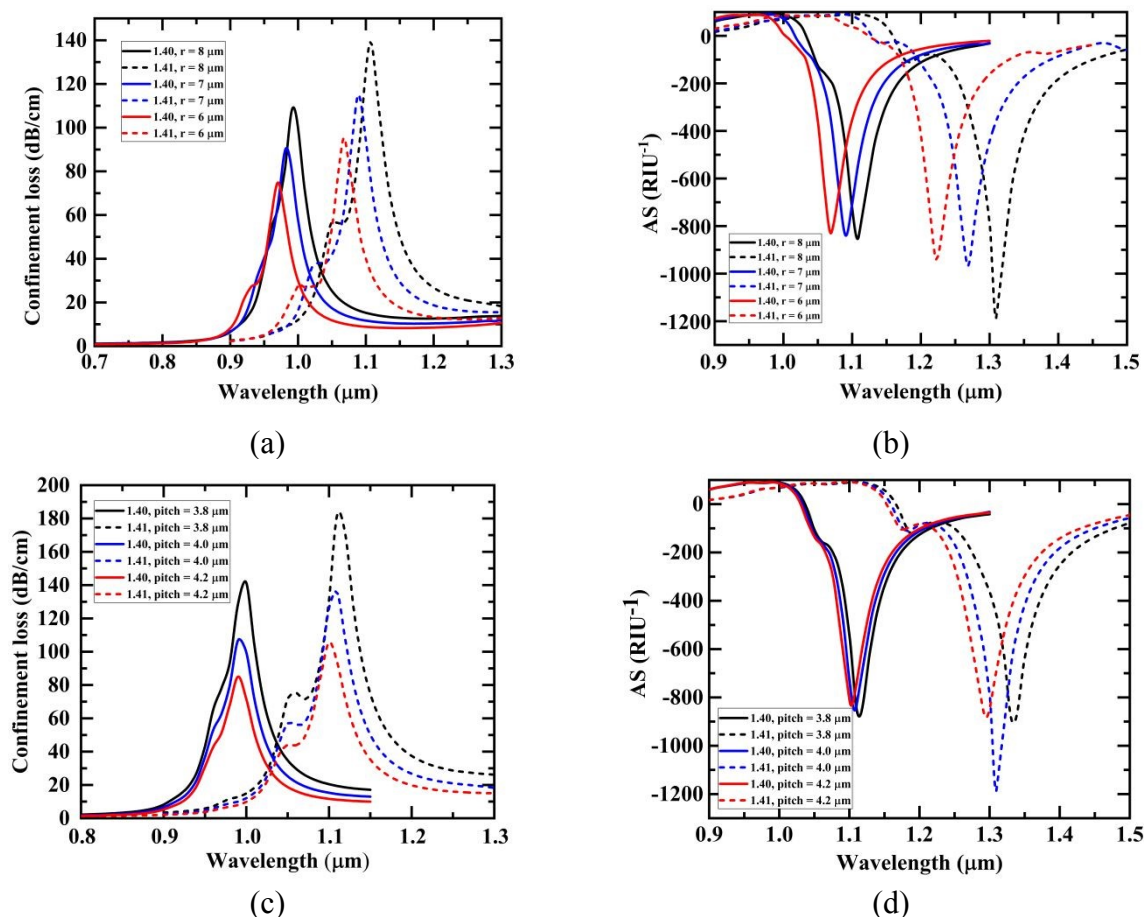 140
120
100
80
60
40
20
0
Confinement loss (dB/cm)
1.40, r = 8 μm
1.41, r = 8 μm
1.40, r = 7 μm
1.41, r = 7 μm
1.40, r = 6 μm
1.41, r = 6 μm
0.7 0.8 0.9 1.0 1.1 1.2 1.3
Wavelength (μm)
(a)
0
-200
-400
-600
-800
-1000
-1200
AS (RIU-1)
1.40, r = 8 μm
1.41, r = 8 μm
1.40, r = 7 μm
1.41, r = 7 μm
1.40, r = 6 μm
1.41, r = 6 μm
0.9 1.0 1.1 1.2 1.3 1.4 1.5
Wavelength (μm)
(b)
200
180
160
140
120
100
80
60
40
20
0
Confinement loss (dB/cm)
1.40, pitch = 3.8 μm
1.41, pitch = 3.8 μm
1.40, pitch = 4.0 μm
1.41, pitch = 4.0 μm
1.40, pitch = 4.2 μm
1.41, pitch = 4.2 μm
0.8 0.9 1.0 1.1 1.2 1.3
Wavelength (μm)
(c)
0
-200
-400
-600
-800
-1000
-1200
AS (RIU-1)
1.40, pitch = 3.8 μm
1.41, pitch = 3.8 μm
1.40, pitch = 4.0 μm
1.41, pitch = 4.0 μm
1.40, pitch = 4.2 μm
1.41, pitch = 4.2 μm
0.9 1.0 1.1 1.2 1.3 1.4 1.5
Wavelength (μm)
(d)